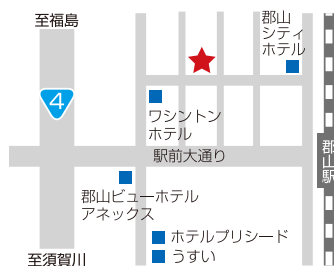 至福島
郡山
シティ
ホテル
4
ワシントン
ホテル
駅前大通り
郡山駅
郡山ビューホテル
アネックス
ホテルプリシード
うすい
至須賀川